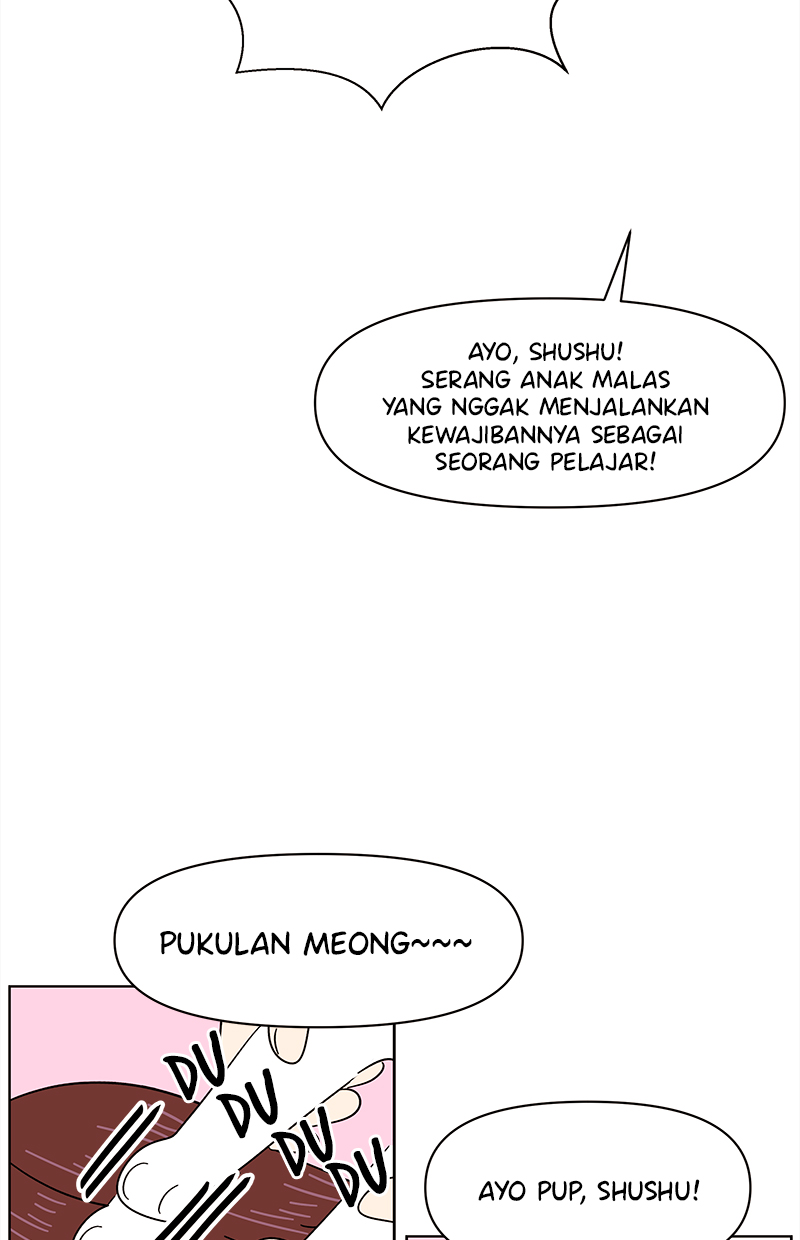 AYO, SHUSHU!
SERANG ANAK MALAS
YANG NGGAK MENJALANKAN
KEWAJIBANNYA SEBAGAI
SEORANG PELAJAR!
PUKULAN MEONG~~~
DU
DU
DU
DU
AYO PUP, SHUSHU!